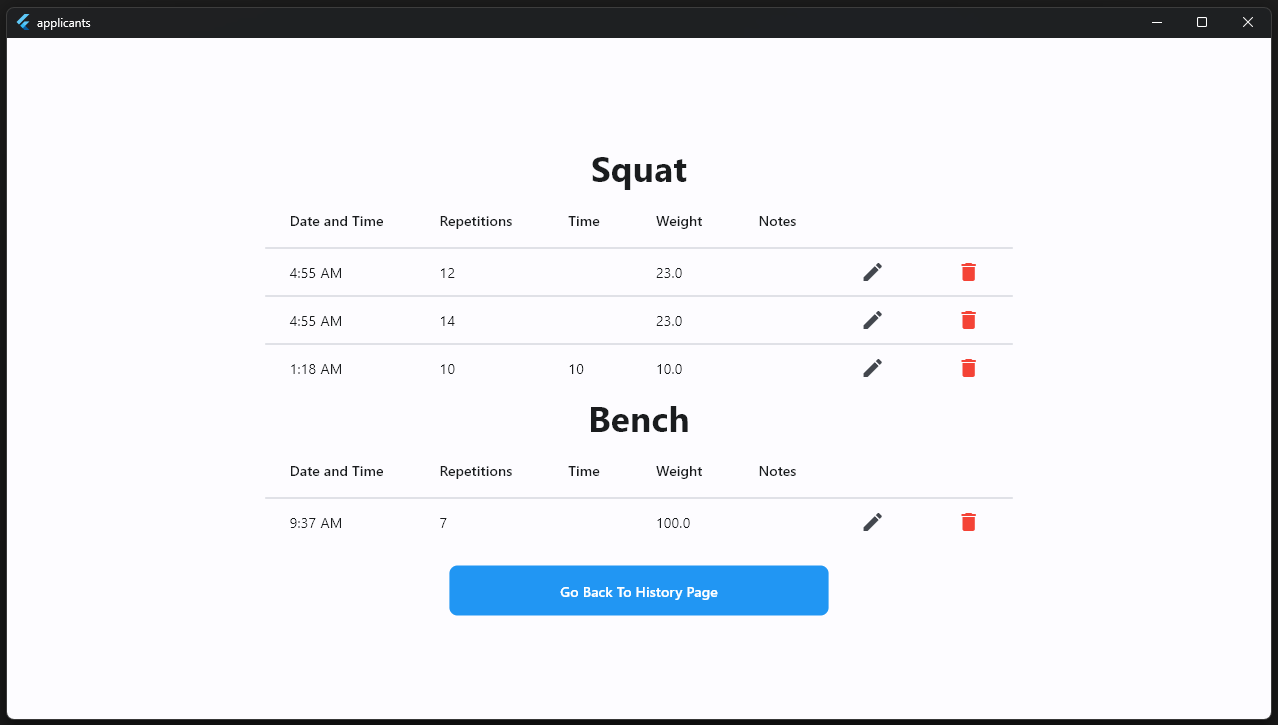 applicants
Squat
Date and Time Repetitions Time Weight Notes
4:55 AM 12 23.0
4:55 AM 14 23.0
1:18 AM 10 10 10.0
Bench
Date and Time Repetitions Time Weight Notes
9:37 AM 7 100.0
Go Back To History Page